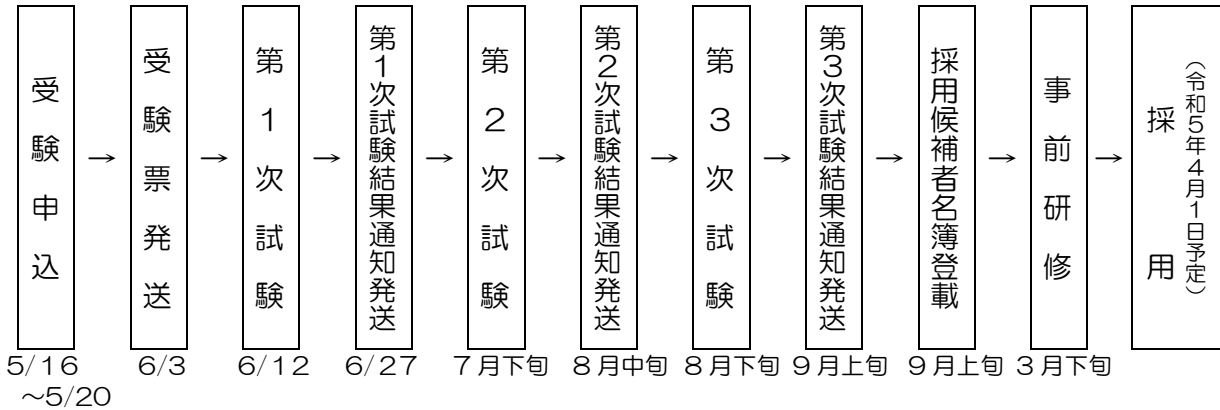 受験申込
→
受験票発送
→
第１次試験
→
第１次試験結果通知発送
→
第２次試験
→
第２次試験結果通知発送
→
第３次試験
→
第３次試験結果通知発送
→
採用候補者名簿登載
→
事前研修
→
採用
（令和５年４月１日予定）
5/16
～5/20
6/3
6/12
6/27
7月下旬
8月中旬
8月下旬
9月上旬
9月上旬
3月下旬